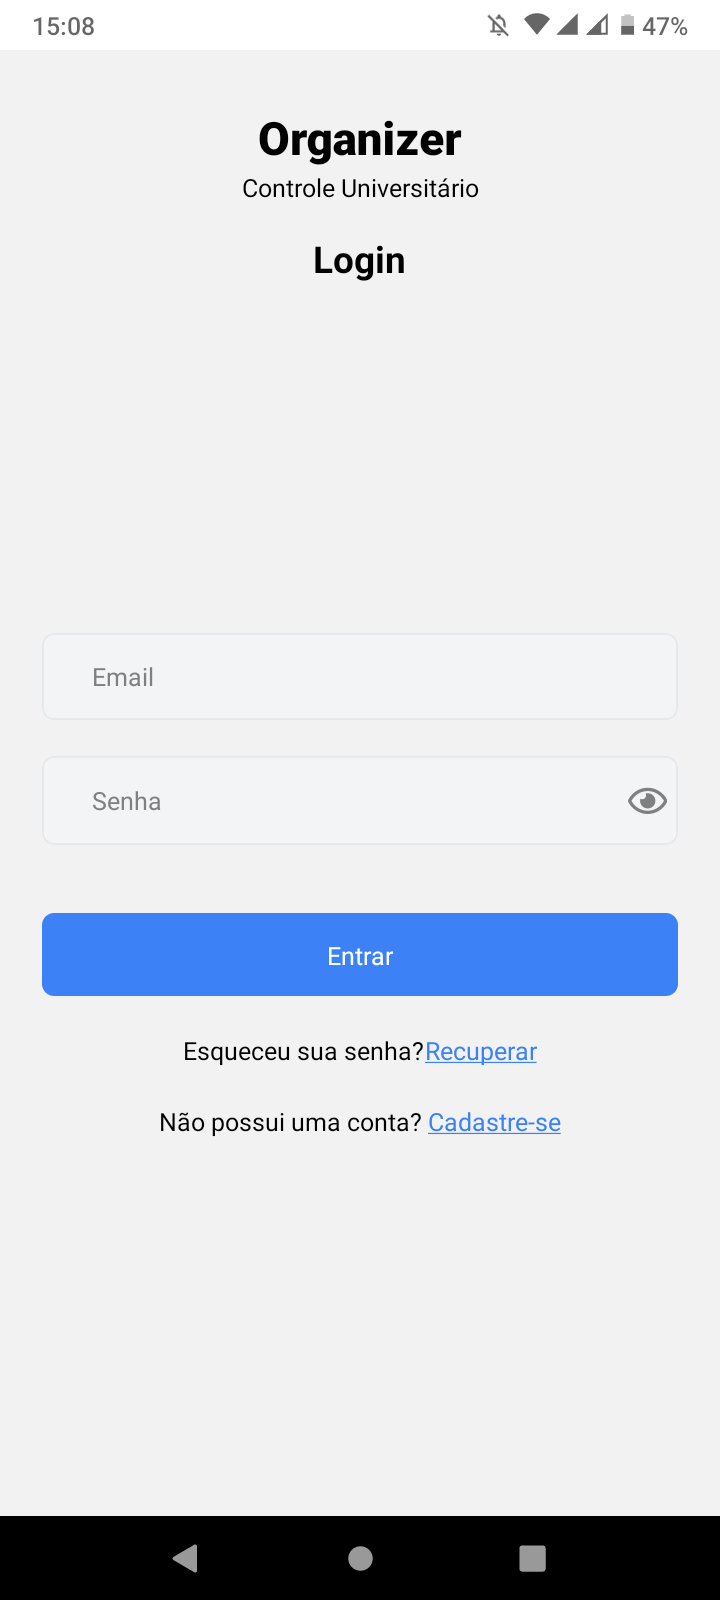 15:08
47%
Organizer
Controle Universitário
Login
Email
Senha
Entrar
Esqueceu sua senha?Recuperar
Não possui uma conta? Cadastre-se